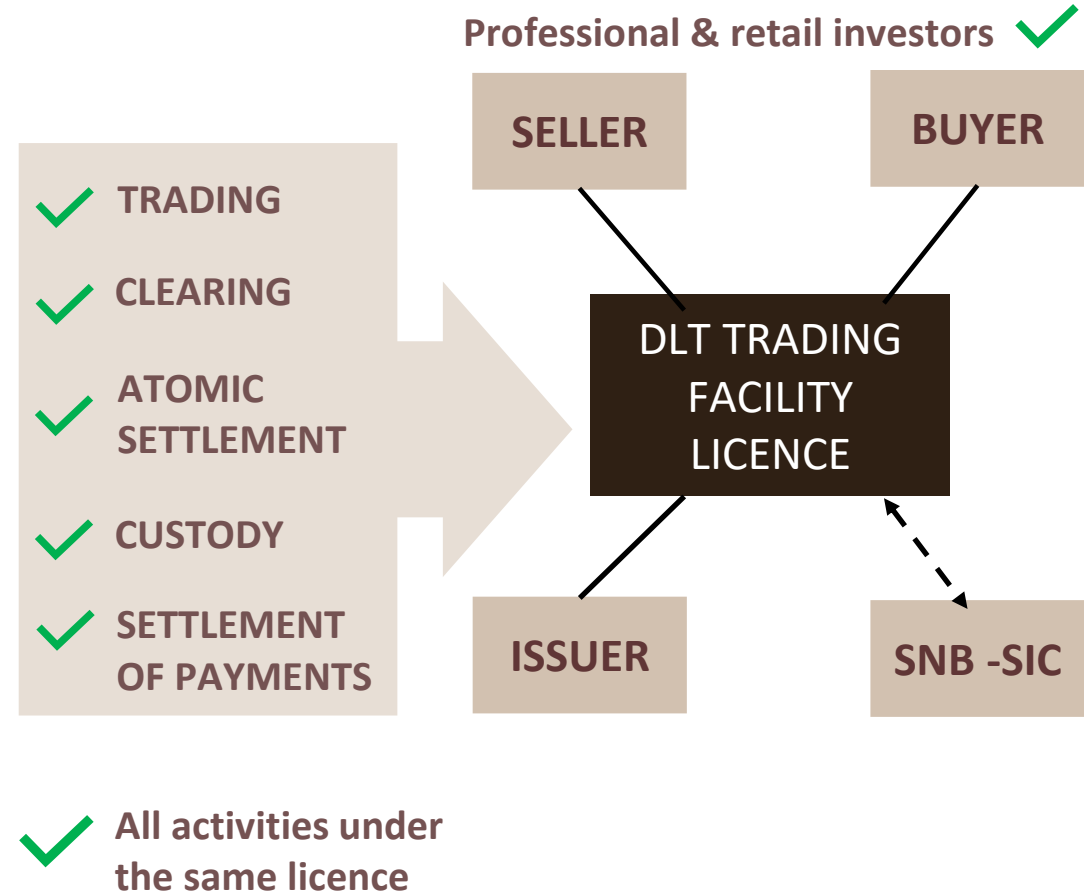 Professional & retail investors
SELLER
BUYER
TRADING
CLEARING
ATOMIC
SETTLEMENT
CUSTODY
SETTLEMENT
OF PAYMENTS
DLT TRADING
FACILITY
LICENCE
ISSUER
SNB -SIC
All activities under
the same licence